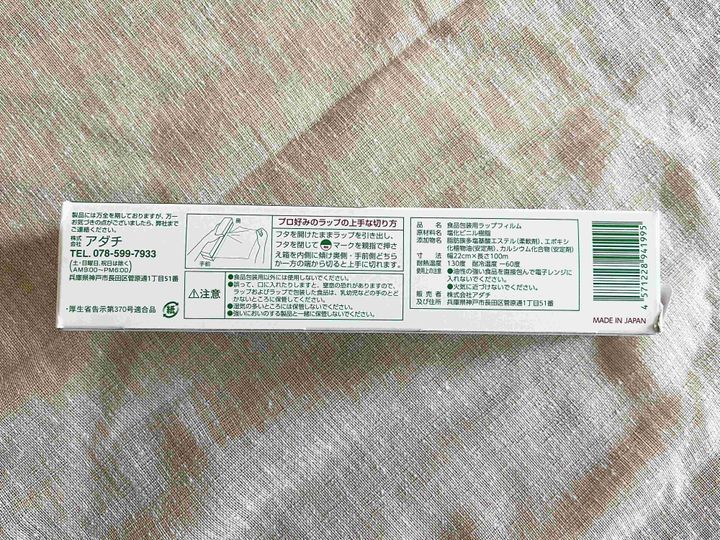 製品には万全を期しておりますが、万一
お気づきの点がございましたら、弊社まで
ご連絡ください。
株式会社 アダチ
TEL. 078-599-7933
(土・日曜日、祝日は除く)
(AM9:00〜PM6:00)
兵庫県神戸市長田区菅原通1丁目51番
・厚生省告示第370号適合品
紙
奥
手前
プロ好みのラップの上手な切り方
フタを開けたままラップを引き出し、
フタを閉じてマークを親指で押さ
え箱を内側に傾け奥側・手前側どちら
か一方の端から切ると上手に切れます。
⚠注意
●食品包装用以外には使用しないでください。
●誤って、口に入れたりしますと、窒息の恐れがありますので、
ラップおよびラップで包装した食品は、乳幼児などの手のとど
かないところに保管してください。
●湿気の多いところには保管しないでください。
●強いにおいのする製品と一緒に保管しないでください。
品名 食品包装用ラップフィルム
原材料名 塩化ビニル樹脂
添加物名 脂肪族多塩基酸エステル(柔軟剤)、エポキシ
化植物油(安定剤)、カルシウム化合物(安定剤)
寸法 幅22cm×長さ100m
耐熱温度 130度 耐冷温度 −60度
使用上の注意 ●油性の強い食品を直接包んで電子レンジに
入れないでください。
●火気に近づけないでください。
販売者 株式会社アダチ
及び住所 兵庫県神戸市長田区菅原通1丁目51番
4 571228 941995
MADE IN JAPAN